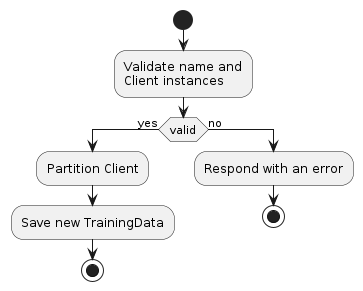 Validate name and
Client instances
yes
valid
no
Partition Client
Respond with an error
Save new TrainingData